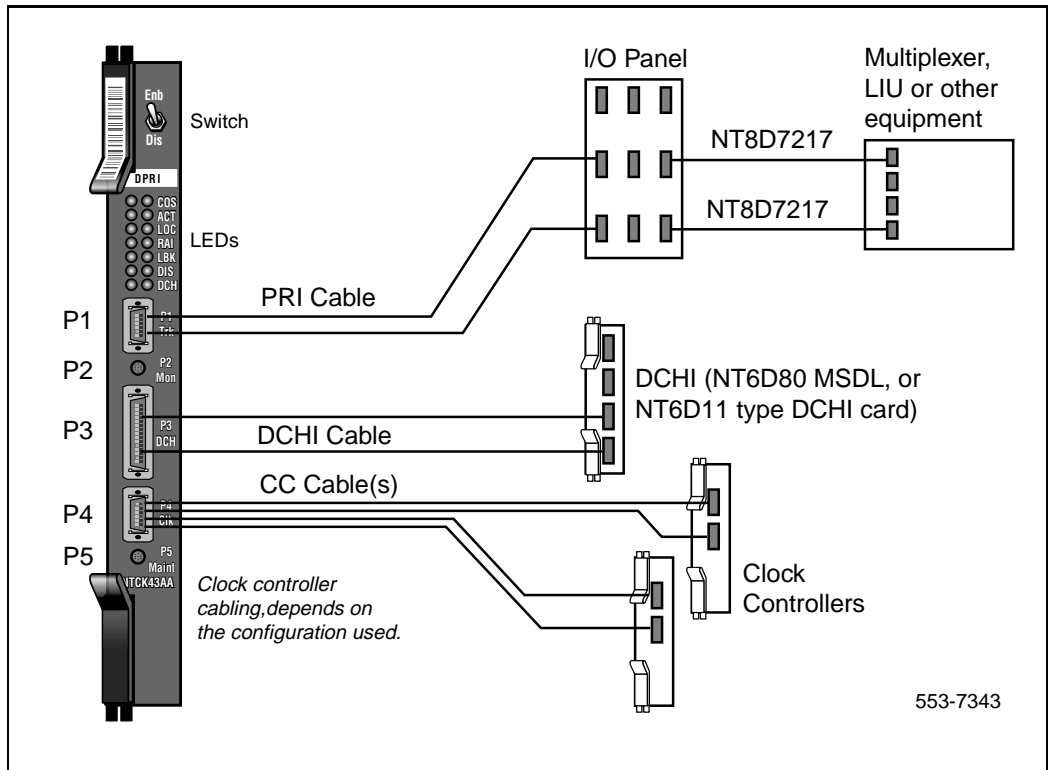 I/O Panel
Multiplexer,
LIU or other
equipment
Enb
Dis
Switch
NT8D7217
NT8D7217
DPRI
COS
ACT
LOC
RAI
LBK
DIS
DCH
LEDs
PRI Cable
P1
P1
Trk
P2
P2
Mon
DCHI (NT6D80 MSDL, or
NT6D11 type DCHI card)
P3
P3
DCH
DCHI Cable
CC Cable(s)
P4
P4
Clk
P5
P5
Maint
NTCK43AA
Clock
Controllers
Clock controller
cabling,depends on
the configuration used.
553-7343